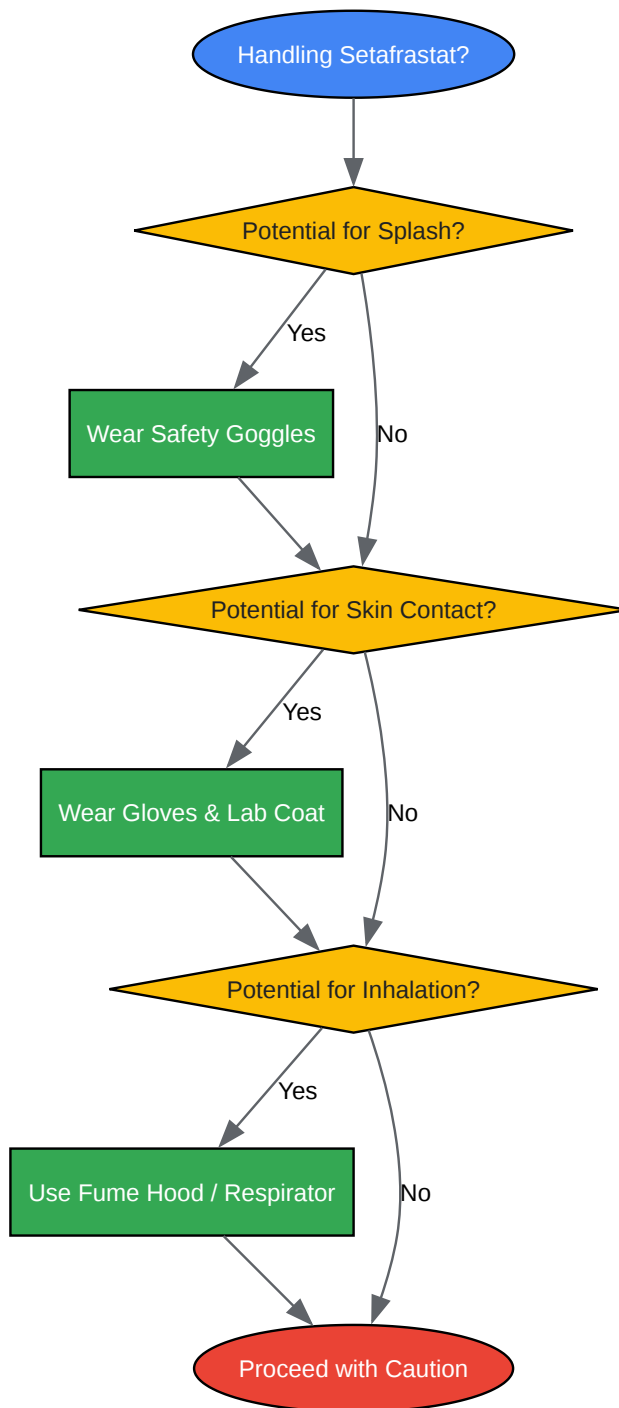 Handling Setafrastat?
Potential for Splash?
Yes
Wear Safety Goggles
No
Potential for Skin Contact?
Yes
Wear Gloves & Lab Coat
No
Potential for Inhalation?
Yes
Use Fume Hood / Respirator
No
Proceed with Caution